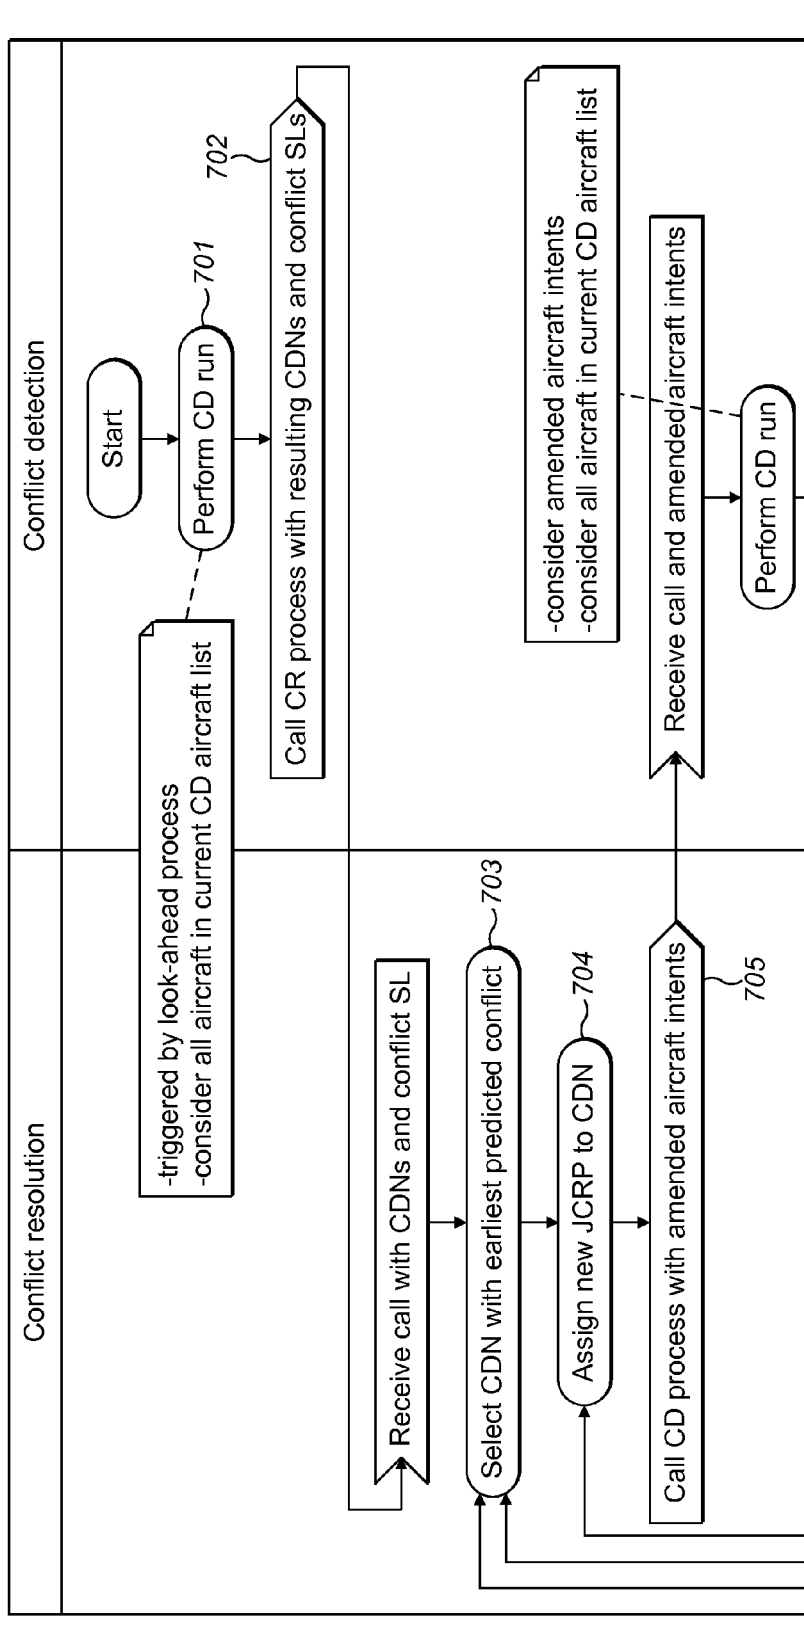 Conflict resolution
Conflict detection
Start
Perform CD run
701
-triggered by look-ahead process
-consider all aircraft in current CD aircraft list
Call CR process with resulting CDNs and conflict SLs
702
Receive call with CDNs and conflict SL
Select CDN with earliest predicted conflict
703
Assign new JCRP to CDN
704
Call CD process with amended aircraft intents
705
-consider amended aircraft intents
-consider all aircraft in current CD aircraft list
Receive call and amended aircraft intents
Perform CD run